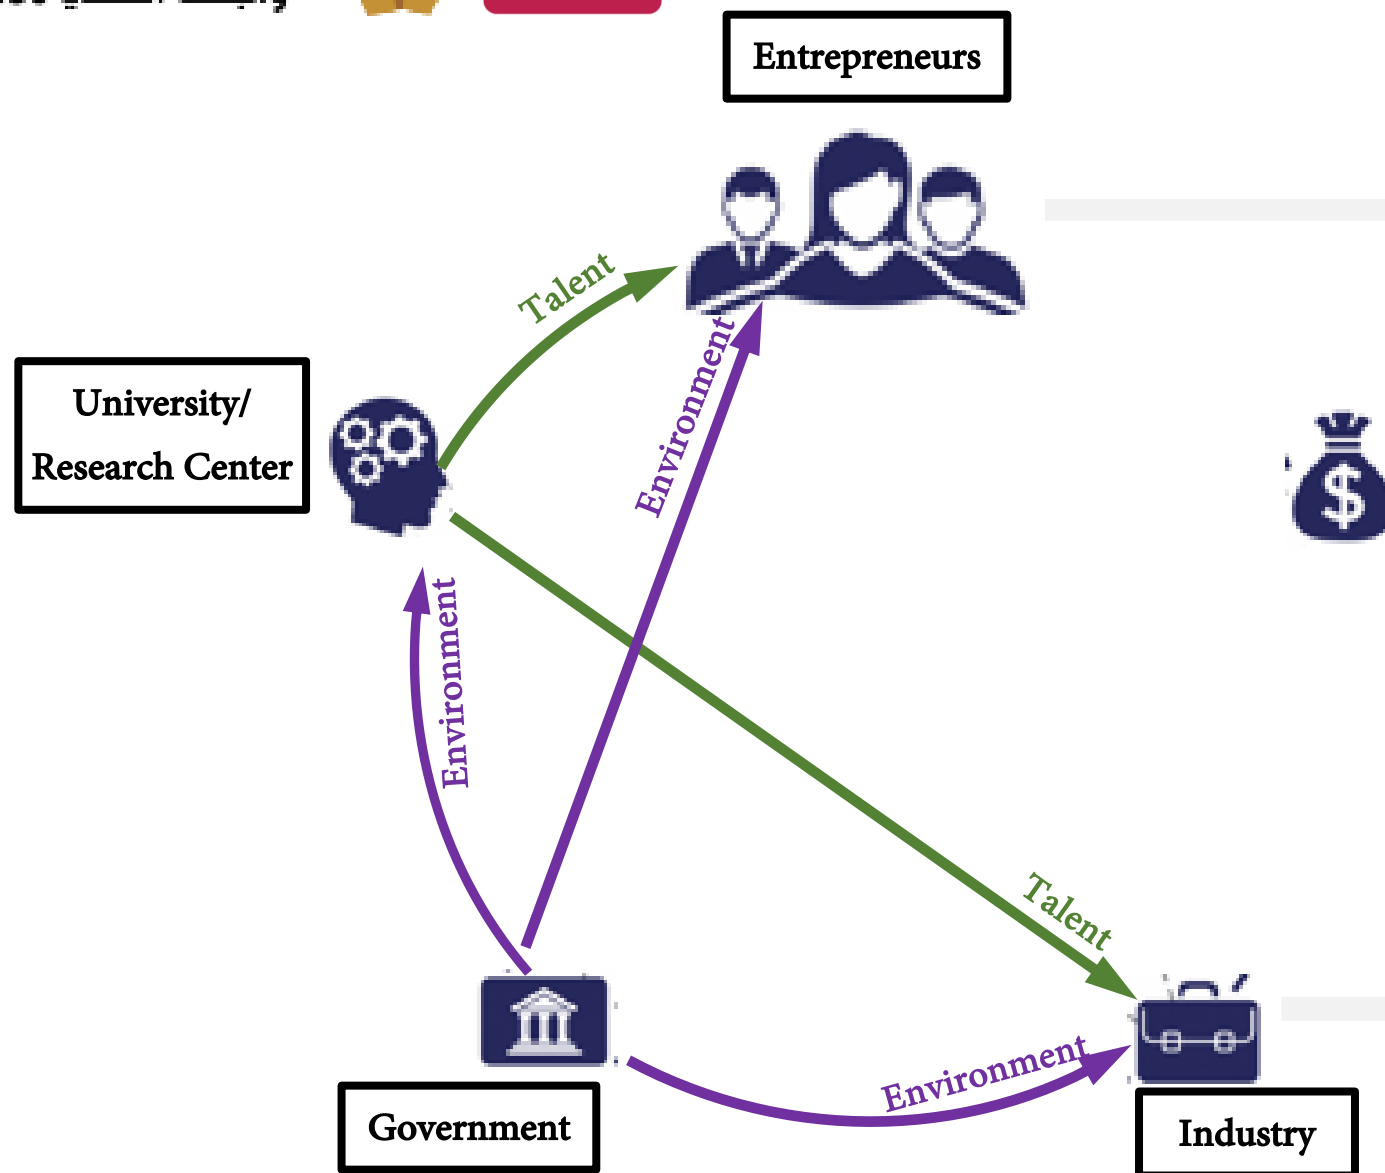 Entrepreneurs
Talent
Environment
University/
Research Center
Environment
Talent
Environment
Government
Industry
$